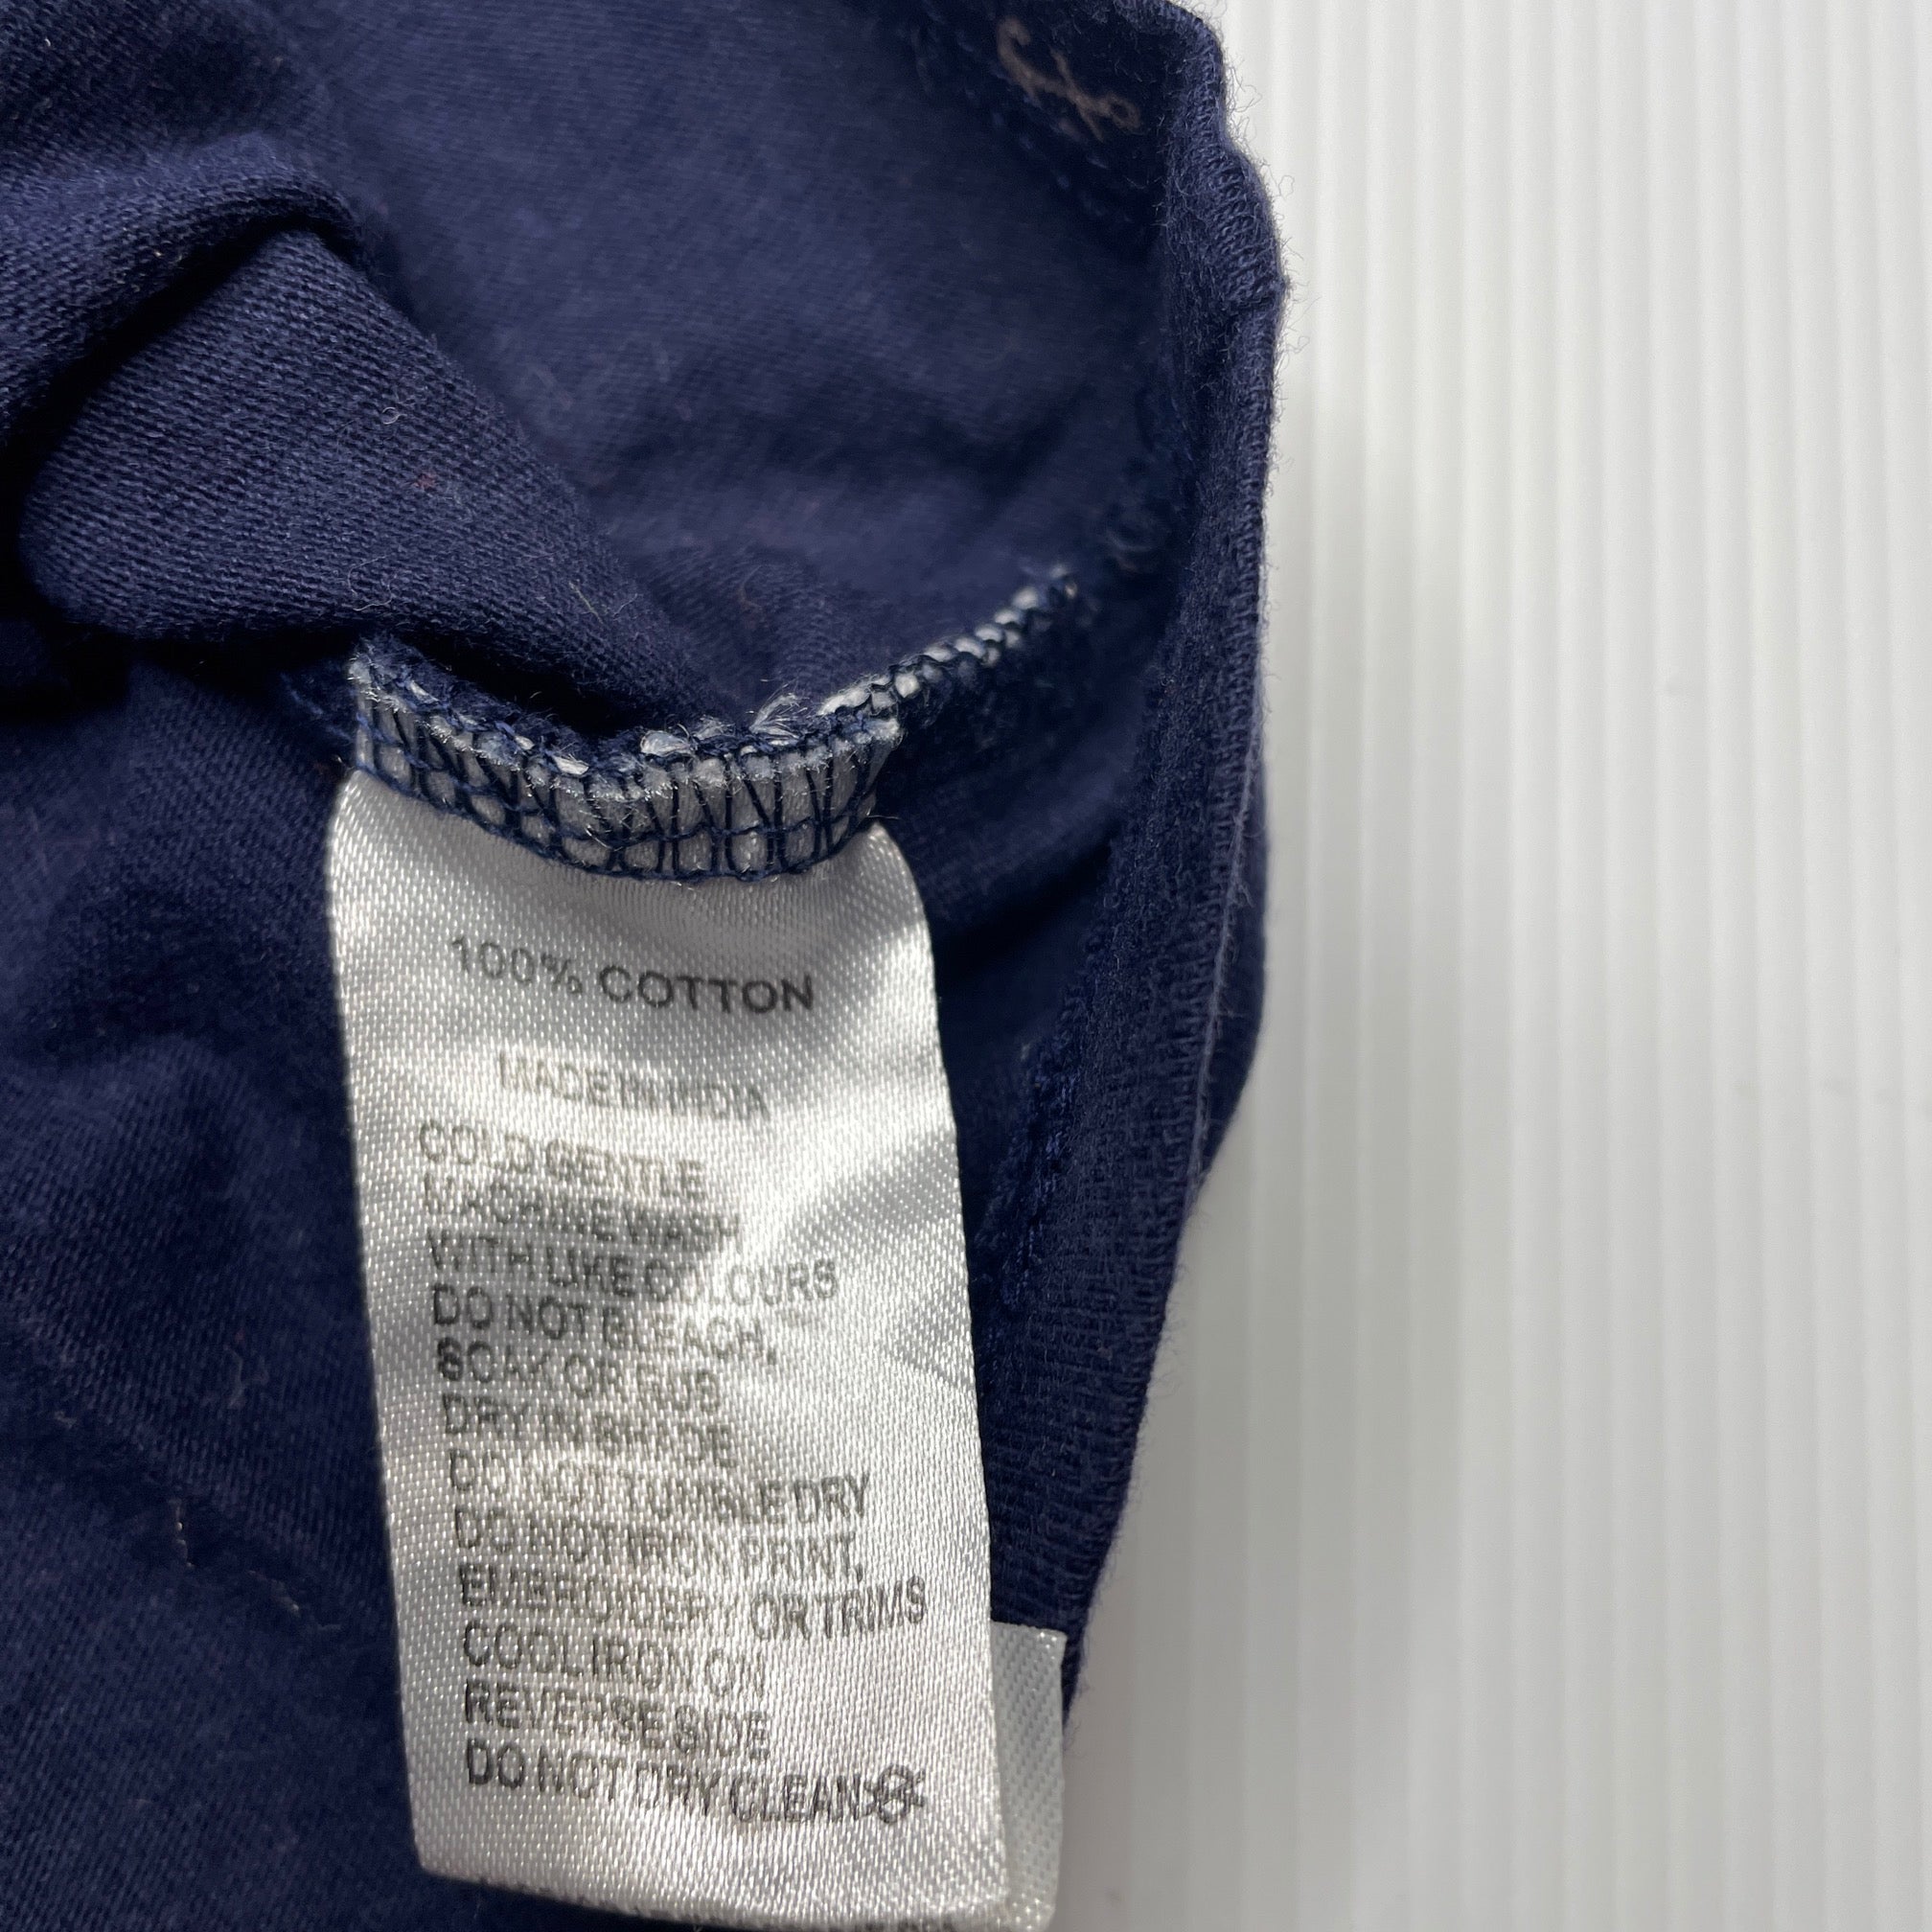 100% COTTON
MADE IN INDIA
COLD GENTLE
MACHINE WASH
WITH LIKE COLOURS
DO NOT BLEACH,
SOAK OR RUB
DRY IN SHADE
DO NOT TUMBLE DRY
DO NOT IRON PRINT,
EMBROIDERY OR TRIMS
COOL IRON ON
REVERSE SIDE
DO NOT DRY CLEAN